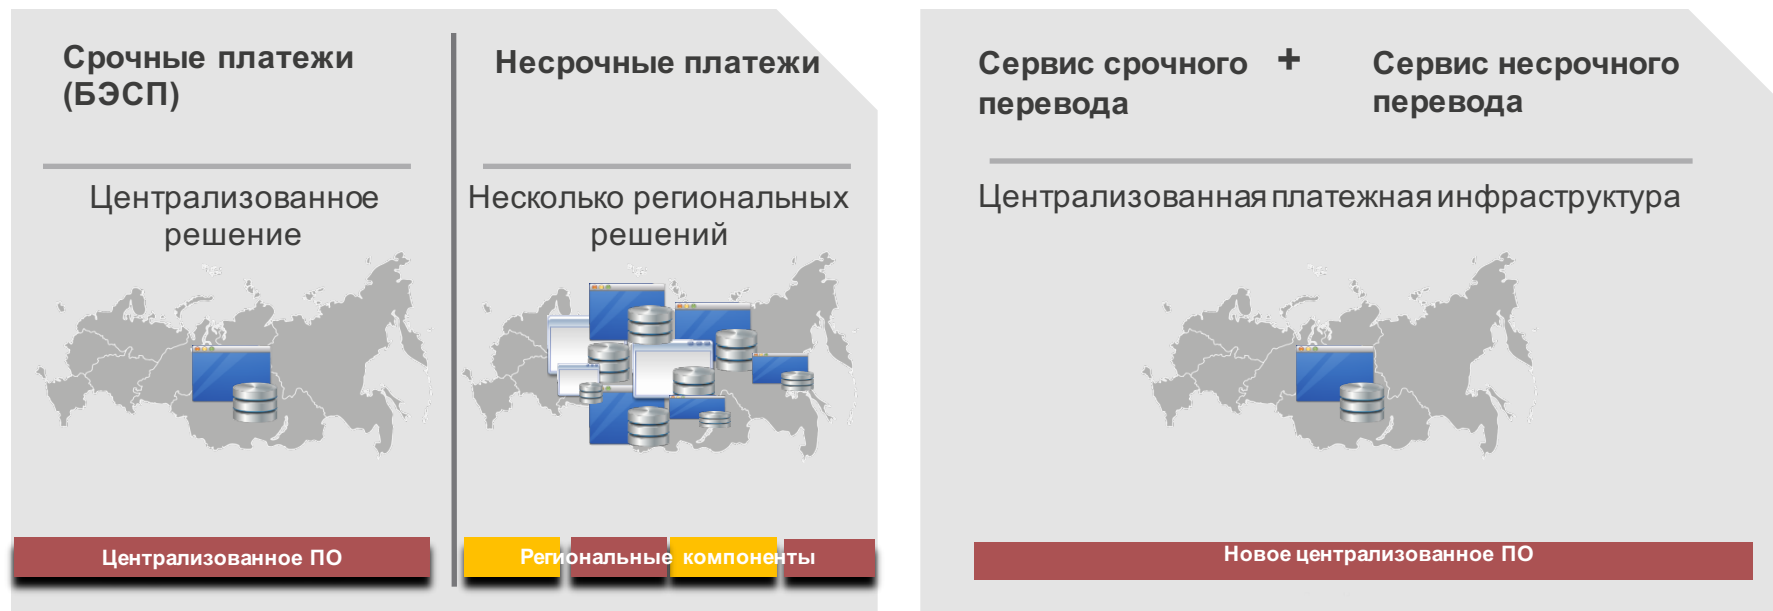 Срочные платежи
(БЭСП)
Централизованное
решение
Централизованное ПО
Несрочные платежи
Несколько региональных
решений
Региональные компоненты
Сервис срочного
перевода
+
Сервис несрочного
перевода
Централизованная платежная инфраструктура
Новое централизованное ПО